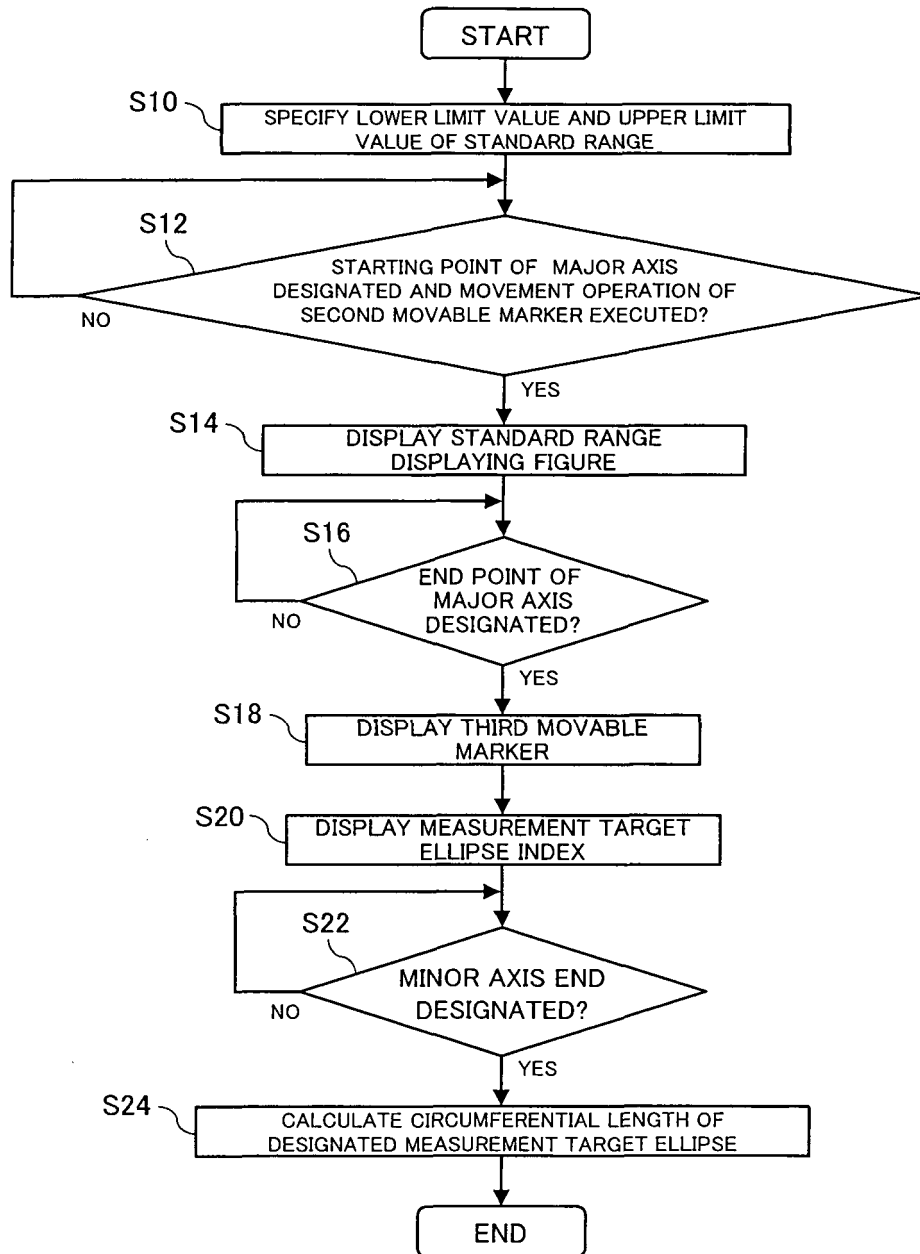 START
S10
SPECIFY LOWER LIMIT VALUE AND UPPER LIMIT
VALUE OF STANDARD RANGE
S12
STARTING POINT OF MAJOR AXIS
DESIGNATED AND MOVEMENT OPERATION OF
SECOND MOVABLE MARKER EXECUTED?
NO
YES
S14
DISPLAY STANDARD RANGE
DISPLAYING FIGURE
S16
END POINT OF
MAJOR AXIS
DESIGNATED?
NO
YES
S18
DISPLAY THIRD MOVABLE
MARKER
S20
DISPLAY MEASUREMENT TARGET
ELLIPSE INDEX
S22
MINOR AXIS END
DESIGNATED?
NO
YES
S24
CALCULATE CIRCUMFERENTIAL LENGTH OF
DESIGNATED MEASUREMENT TARGET ELLIPSE
END